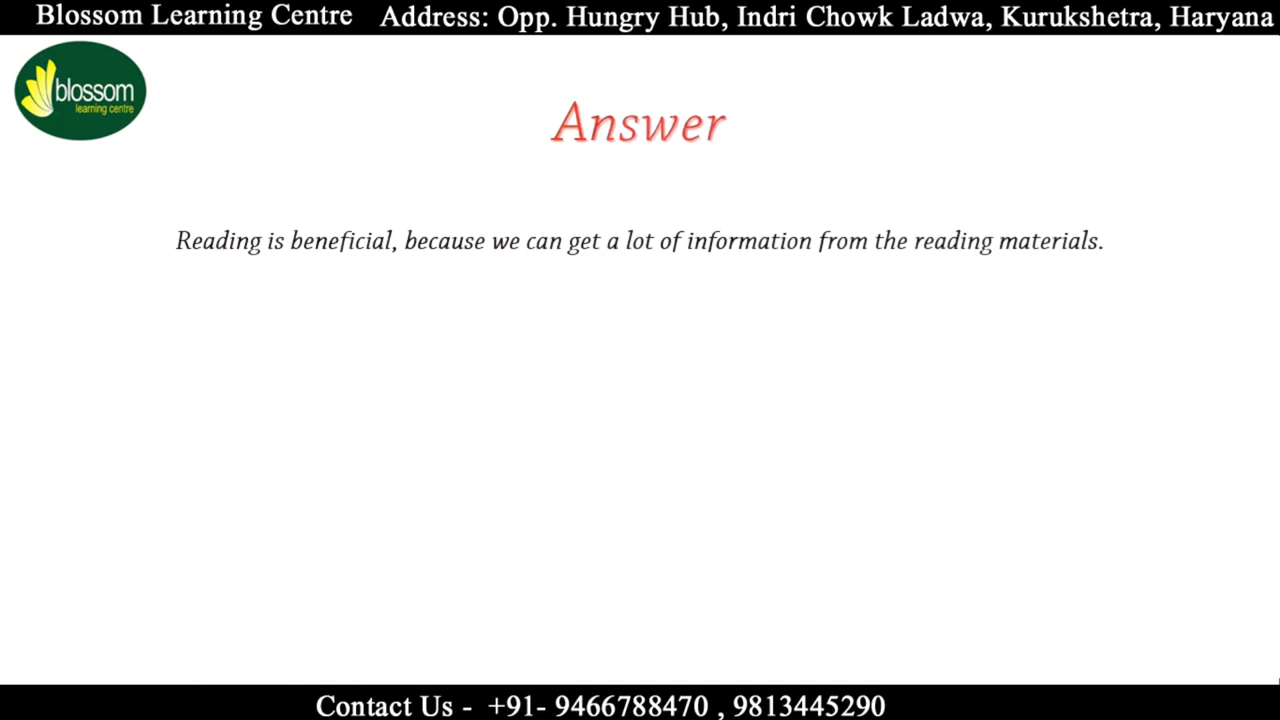 Blossom Learning Centre Address: Opp. Hungry Hub, Indri Chowk Ladwa, Kurukshetra, Haryana
blossom
learning centre
Answer
Reading is beneficial, because we can get a lot of information from the reading materials.
Contact Us - +91- 9466788470 , 9813445290